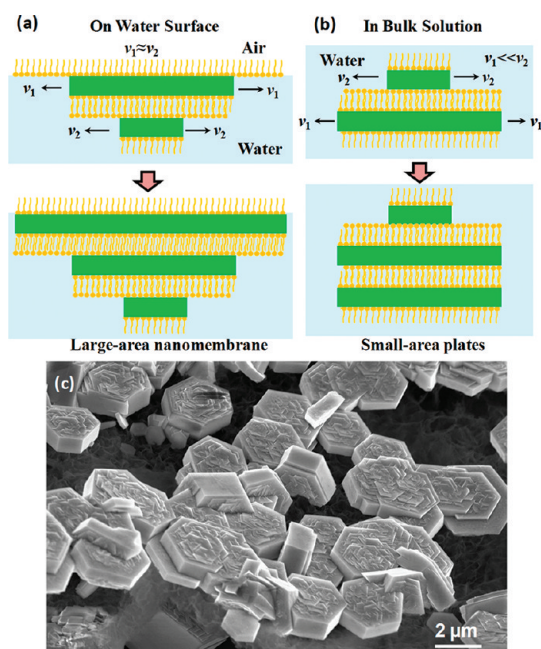 (a)
On Water Surface
v1≈v2
Air
v1
v1
v2
v2
Water
Large-area nanomembrane
(b)
In Bulk Solution
Water
v1<<v2
v2
v2
v1
v1
Small-area plates
(c)
2 μm